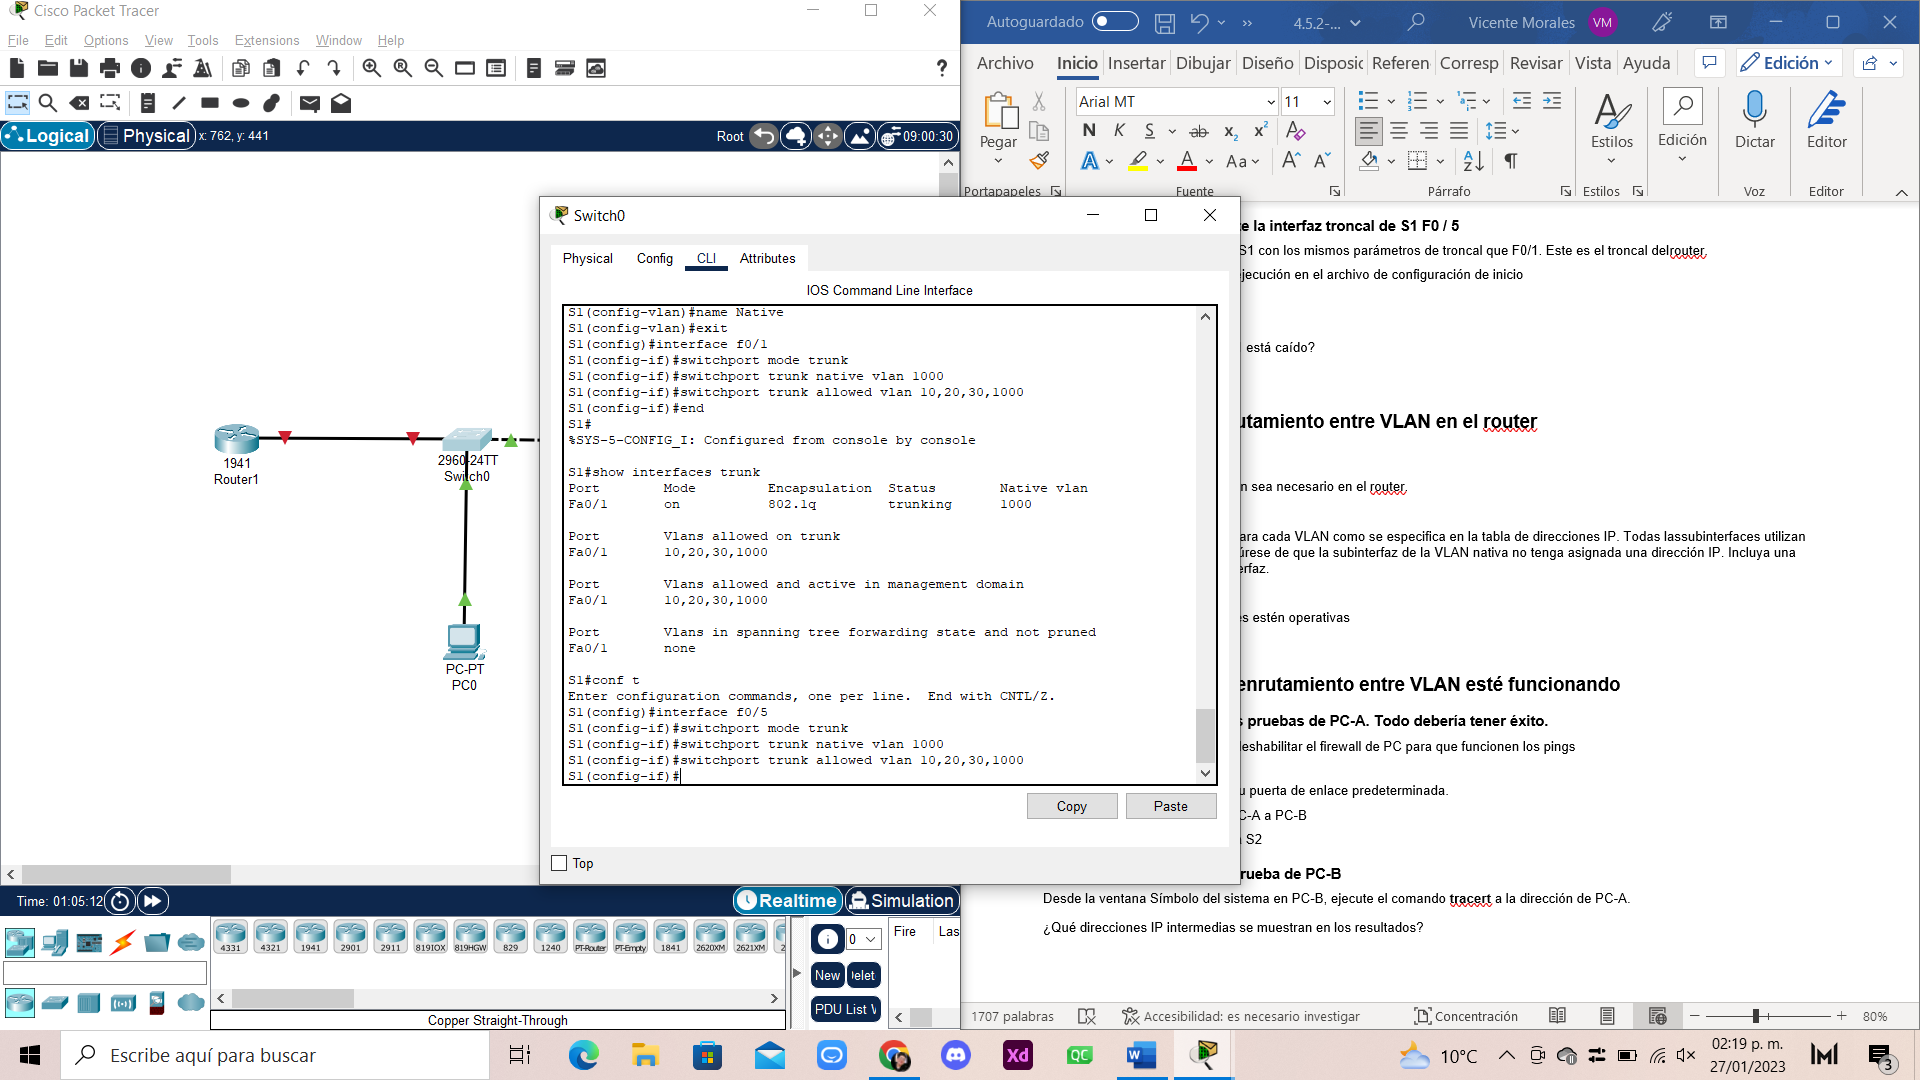 Cisco Packet Tracer
File Edit Options View Tools Extensions Window Help
?
Logical Physical x: 762, y: 441
Root 09:00:30
1941
Router1
2960-24TT
Switch0
PC-PT
PC0
Switch0
Physical Config CLI Attributes
IOS Command Line Interface
S1(config-vlan)#name Native
S1(config-vlan)#exit
S1(config)#interface f0/1
S1(config-if)#switchport mode trunk
S1(config-if)#switchport trunk native vlan 1000
S1(config-if)#switchport trunk allowed vlan 10,20,30,1000
S1(config-if)#end
S1#
%SYS-5-CONFIG_I: Configured from console by console
S1#show interfaces trunk
Port Mode Encapsulation Status Native vlan
Fa0/1 on 802.1q trunking 1000
Port Vlans allowed on trunk
Fa0/1 10,20,30,1000
Port Vlans allowed and active in management domain
Fa0/1 10,20,30,1000
Port Vlans in spanning tree forwarding state and not pruned
Fa0/1 none
S1#conf t
Enter configuration commands, one per line. End with CNTL/Z.
S1(config)#interface f0/5
S1(config-if)#switchport mode trunk
S1(config-if)#switchport trunk native vlan 1000
S1(config-if)#switchport trunk allowed vlan 10,20,30,1000
S1(config-if)#
Copy Paste
Top
Time: 01:05:12
Realtime Simulation
4331 4321 1941 2901 2911 819IOX 819HGW 829 1240 PT-Router PT-Empty 1841 2620XM 2621XM 2
Copper Straight-Through
0
New Delet
PDU List W
Fire Las
Autoguardado 4.5.2-... Vicente Morales VM
Archivo Inicio Insertar Dibujar Diseño Disposic Referen Corresp Revisar Vista Ayuda Edición
Arial MT 11
Pegar N K S ab x₂ x² A
A A Aa A A
Estilos Edición Dictar Editor
Portapapeles Fuente Párrafo Estilos Voz Editor
e la interfaz troncal de S1 F0 / 5
S1 con los mismos parámetros de troncal que F0/1. Este es el troncal delrouter.
ejecución en el archivo de configuración de inicio
está caído?
utamiento entre VLAN en el router
n sea necesario en el router.
ara cada VLAN como se especifica en la tabla de direcciones IP. Todas lassubinterfaces utilizan
úrese de que la subinterfaz de la VLAN nativa no tenga asignada una dirección IP. Incluya una
erfaz.
es estén operativas
enrutamiento entre VLAN esté funcionando
s pruebas de PC-A. Todo debería tener éxito.
deshabilitar el firewall de PC para que funcionen los pings
u puerta de enlace predeterminada.
C-A a PC-B
S2
rueba de PC-B
Desde la ventana Símbolo del sistema en PC-B, ejecute el comando tracert a la dirección de PC-A.
¿Qué direcciones IP intermedias se muestran en los resultados?
1707 palabras Accesibilidad: es necesario investigar Concentración 80%
Escribe aquí para buscar
Xd QC 10°C
02:19 p. m.
27/01/2023
3